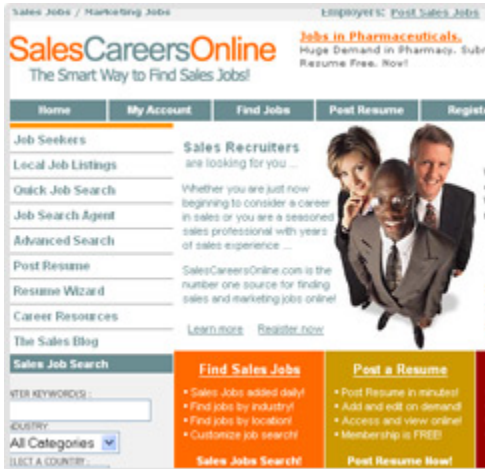 Sales Jobs / Marketing Jobs
Employers: Post Sales Jobs
SalesCareersOnline
The Smart Way to Find Sales Jobs!
Jobs in Pharmaceuticals.
Huge Demand in Pharmacy. Subm
Resume Free. Now!
Home
My Account
Find Jobs
Post Resume
Regist
Job Seekers
Local Job Listings
Quick Job Search
Job Search Agent
Advanced Search
Post Resume
Resume Wizard
Career Resources
The Sales Blog
Sales Job Search
NTER KEYWORD(S) :
NDUSTRY
All Categories
ELECT A COUNTRY :
Sales Recruiters
are looking for you ...
Whether you are just now
beginning to consider a career
in sales or you are a seasoned
sales professional with years
of sales experience ...
SalesCareersOnline.com is the
number one source for finding
sales and marketing jobs online!
Learn more
Register now
Find Sales Jobs
• Sales Jobs added daily!
• Find jobs by industry!
• Find jobs by location!
• Customize job search!
Sales Jobs Search!
Post a Resume
• Post Resume in minutes!
• Add and edit on demand!
• Access and view online!
• Membership is FREE!
Post Resume Now!